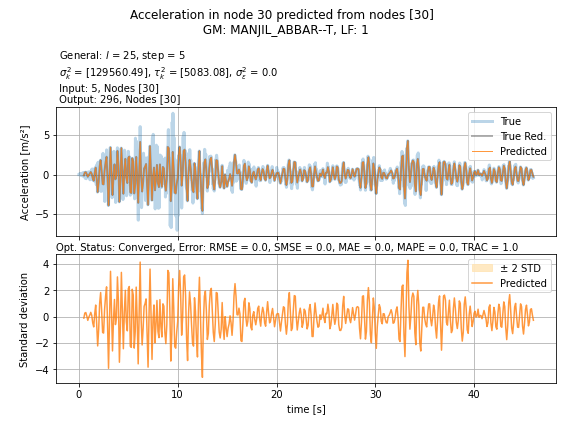 Acceleration in node 30 predicted from nodes [30]
GM: MANJIL_ABBAR--T, LF: 1
General: l = 25, step = 5
σ²ₖ = [129560.49], τ²ₖ = [5083.08], σ²ε = 0.0
Input: 5, Nodes [30]
Output: 296, Nodes [30]
Acceleration [m/s²]
5
0
−5
True
True Red.
Predicted
Opt. Status: Converged, Error: RMSE = 0.0, SMSE = 0.0, MAE = 0.0, MAPE = 0.0, TRAC = 1.0
Standard deviation
4
2
0
−2
−4
± 2 STD
Predicted
0
10
20
30
40
time [s]